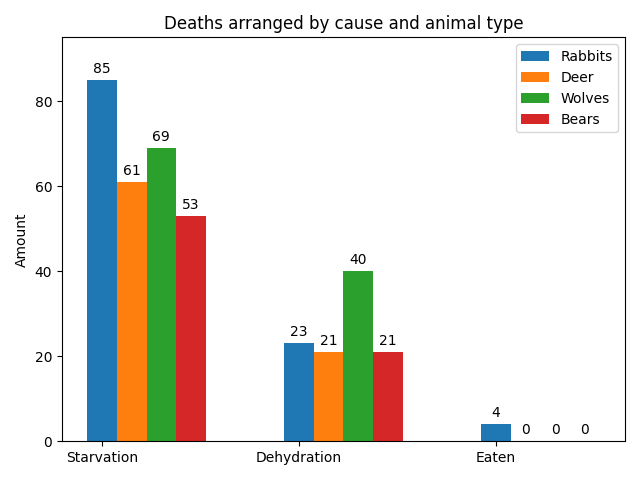 Deaths arranged by cause and animal type
Rabbits
Deer
Wolves
Bears
Amount
80
60
40
20
0
85
61
69
53
23
21
40
21
4
0
0
0
Starvation
Dehydration
Eaten